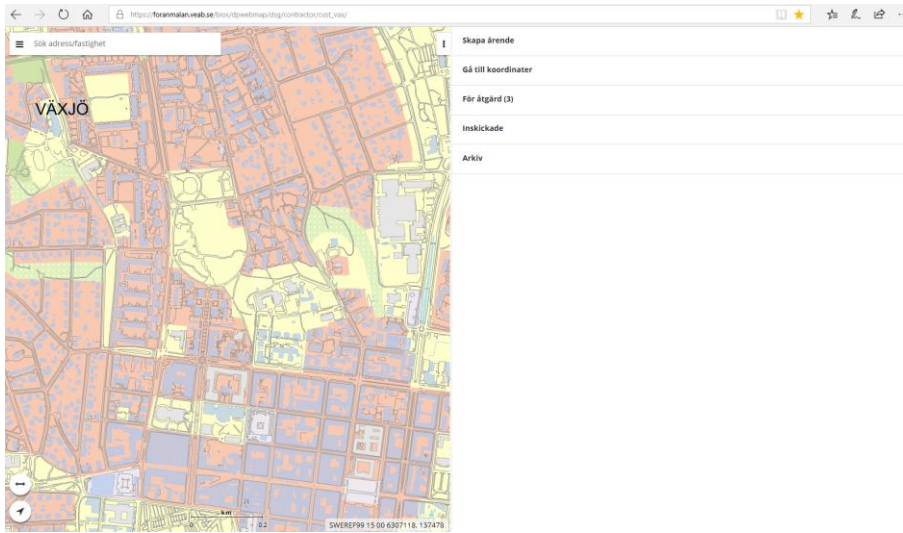 https://foranmalan.veab.se/bios/dpwebmap/dsg/contractor/cust_vax/
Sök adress/fastighet
VÄXJÖ
km
0 0.2
SWEREF99 15 00 6307118, 137478
Skapa ärende
Gå till koordinater
För åtgärd (3)
Inskickade
Arkiv